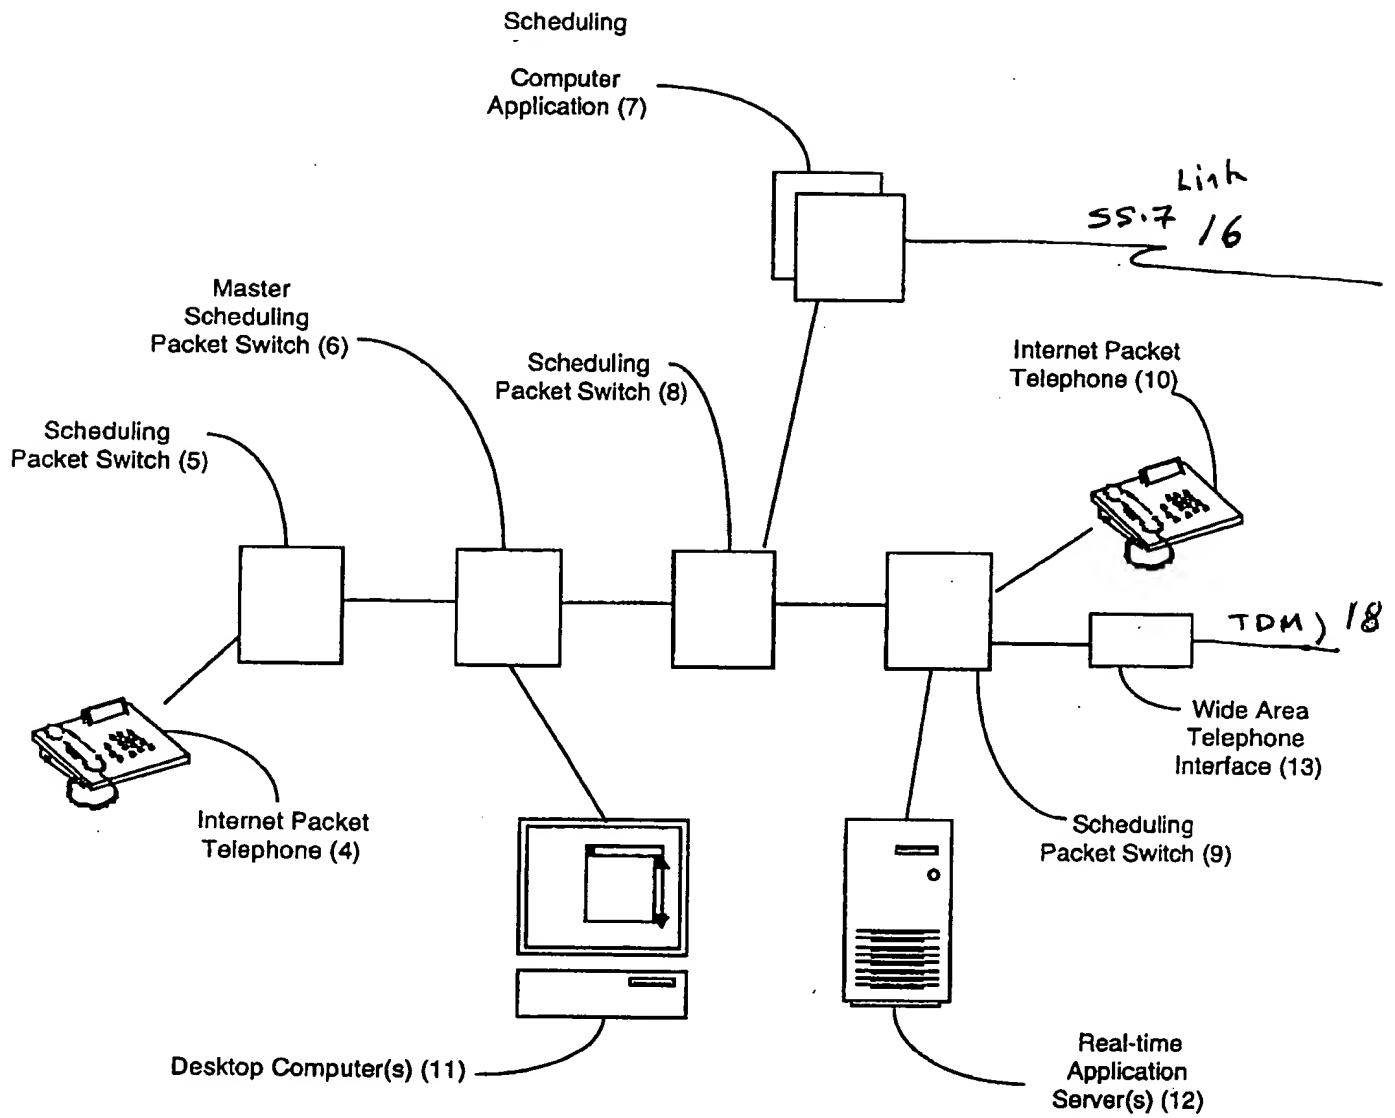 Scheduling
Computer
Application (7)
Link
SS.7 16
Master
Scheduling
Packet Switch (6)
Scheduling
Packet Switch (8)
Internet Packet
Telephone (10)
Scheduling
Packet Switch (5)
TDM) 18
Wide Area
Telephone
Interface (13)
Internet Packet
Telephone (4)
Scheduling
Packet Switch (9)
Desktop Computer(s) (11)
Real-time
Application
Server(s) (12)